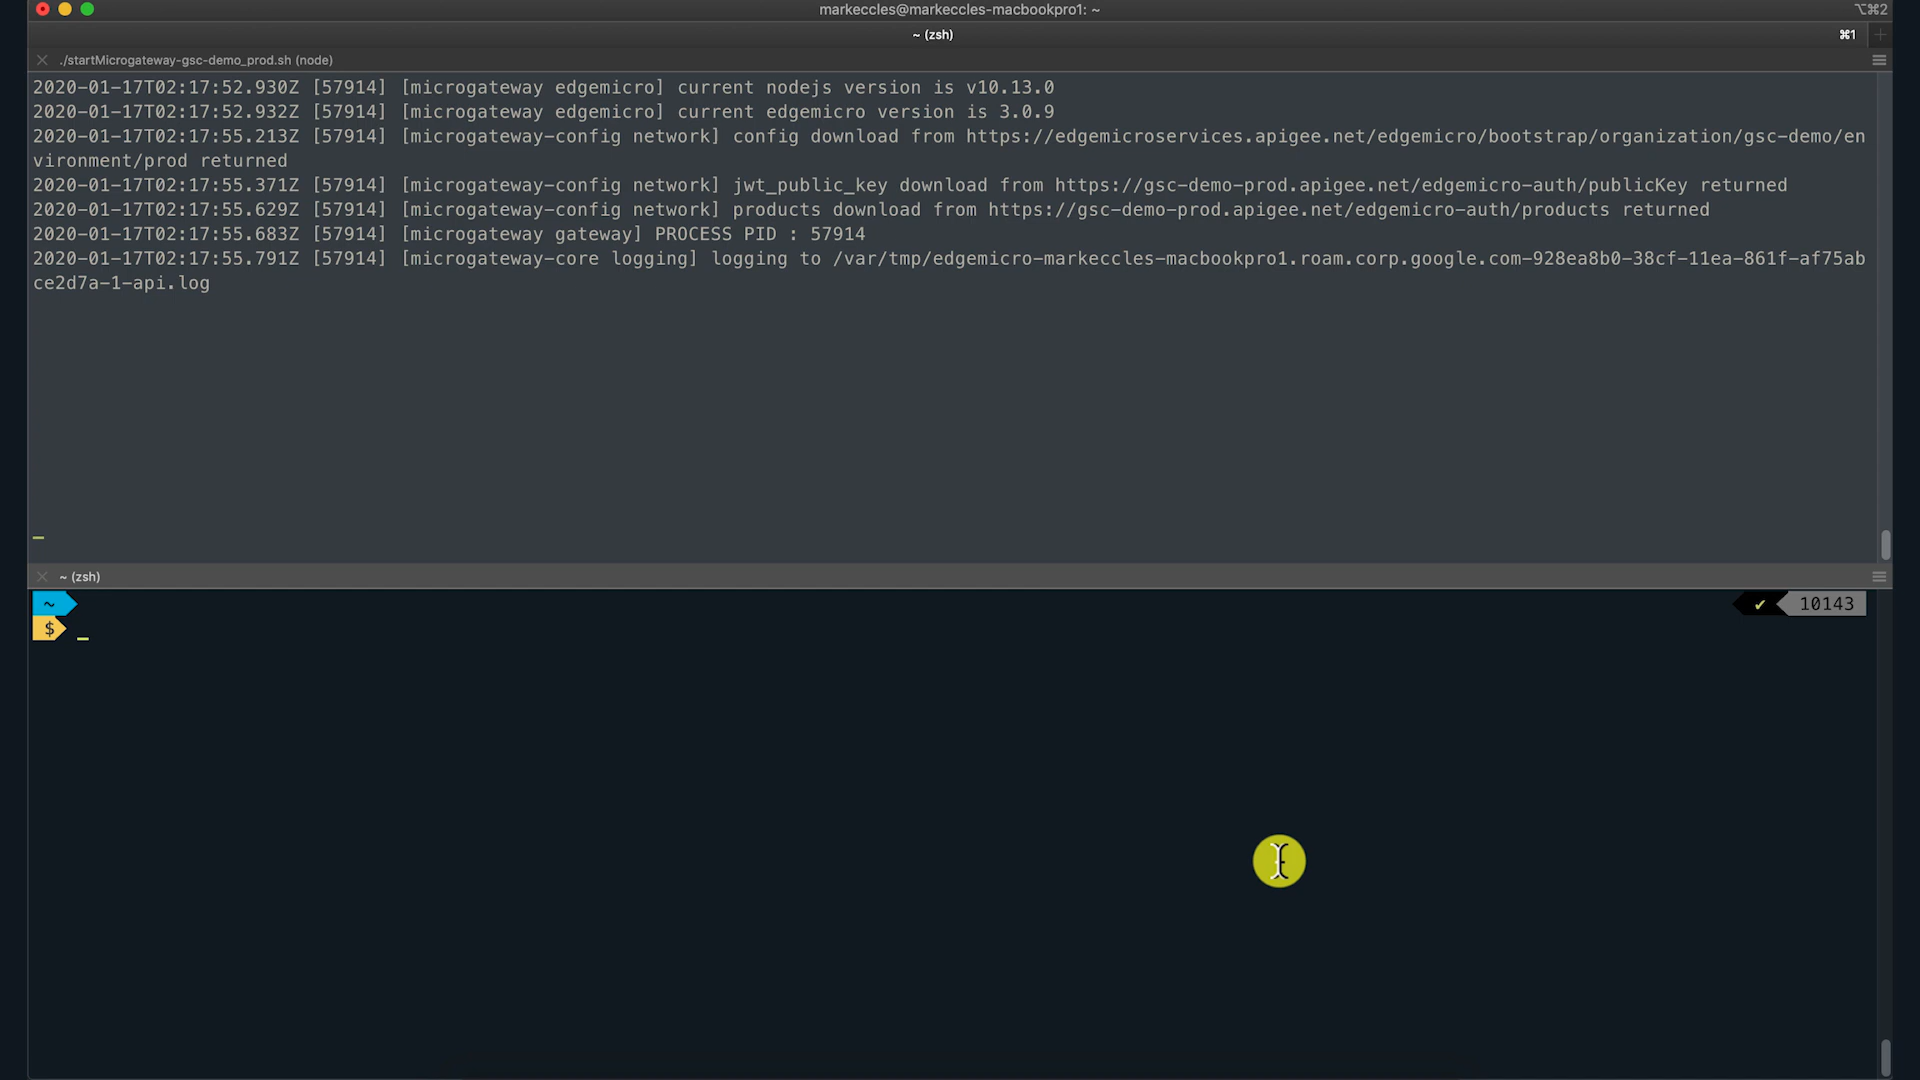 markeccles@markeccles-macbookpro1: ~
⌥⌘2
~ (zsh)
⌘1
./startMicrogateway-gsc-demo_prod.sh (node)
2020-01-17T02:17:52.930Z [57914] [microgateway edgemicro] current nodejs version is v10.13.0
2020-01-17T02:17:52.932Z [57914] [microgateway edgemicro] current edgemicro version is 3.0.9
2020-01-17T02:17:55.213Z [57914] [microgateway-config network] config download from https://edgemicroservices.apigee.net/edgemicro/bootstrap/organization/gsc-demo/en
vironment/prod returned
2020-01-17T02:17:55.371Z [57914] [microgateway-config network] jwt_public_key download from https://gsc-demo-prod.apigee.net/edgemicro-auth/publicKey returned
2020-01-17T02:17:55.629Z [57914] [microgateway-config network] products download from https://gsc-demo-prod.apigee.net/edgemicro-auth/products returned
2020-01-17T02:17:55.683Z [57914] [microgateway gateway] PROCESS PID : 57914
2020-01-17T02:17:55.791Z [57914] [microgateway-core logging] logging to /var/tmp/edgemicro-markeccles-macbookpro1.roam.corp.google.com-928ea8b0-38cf-11ea-861f-af75ab
ce2d7a-1-api.log
~ (zsh)
~ ✔ 10143
$ _